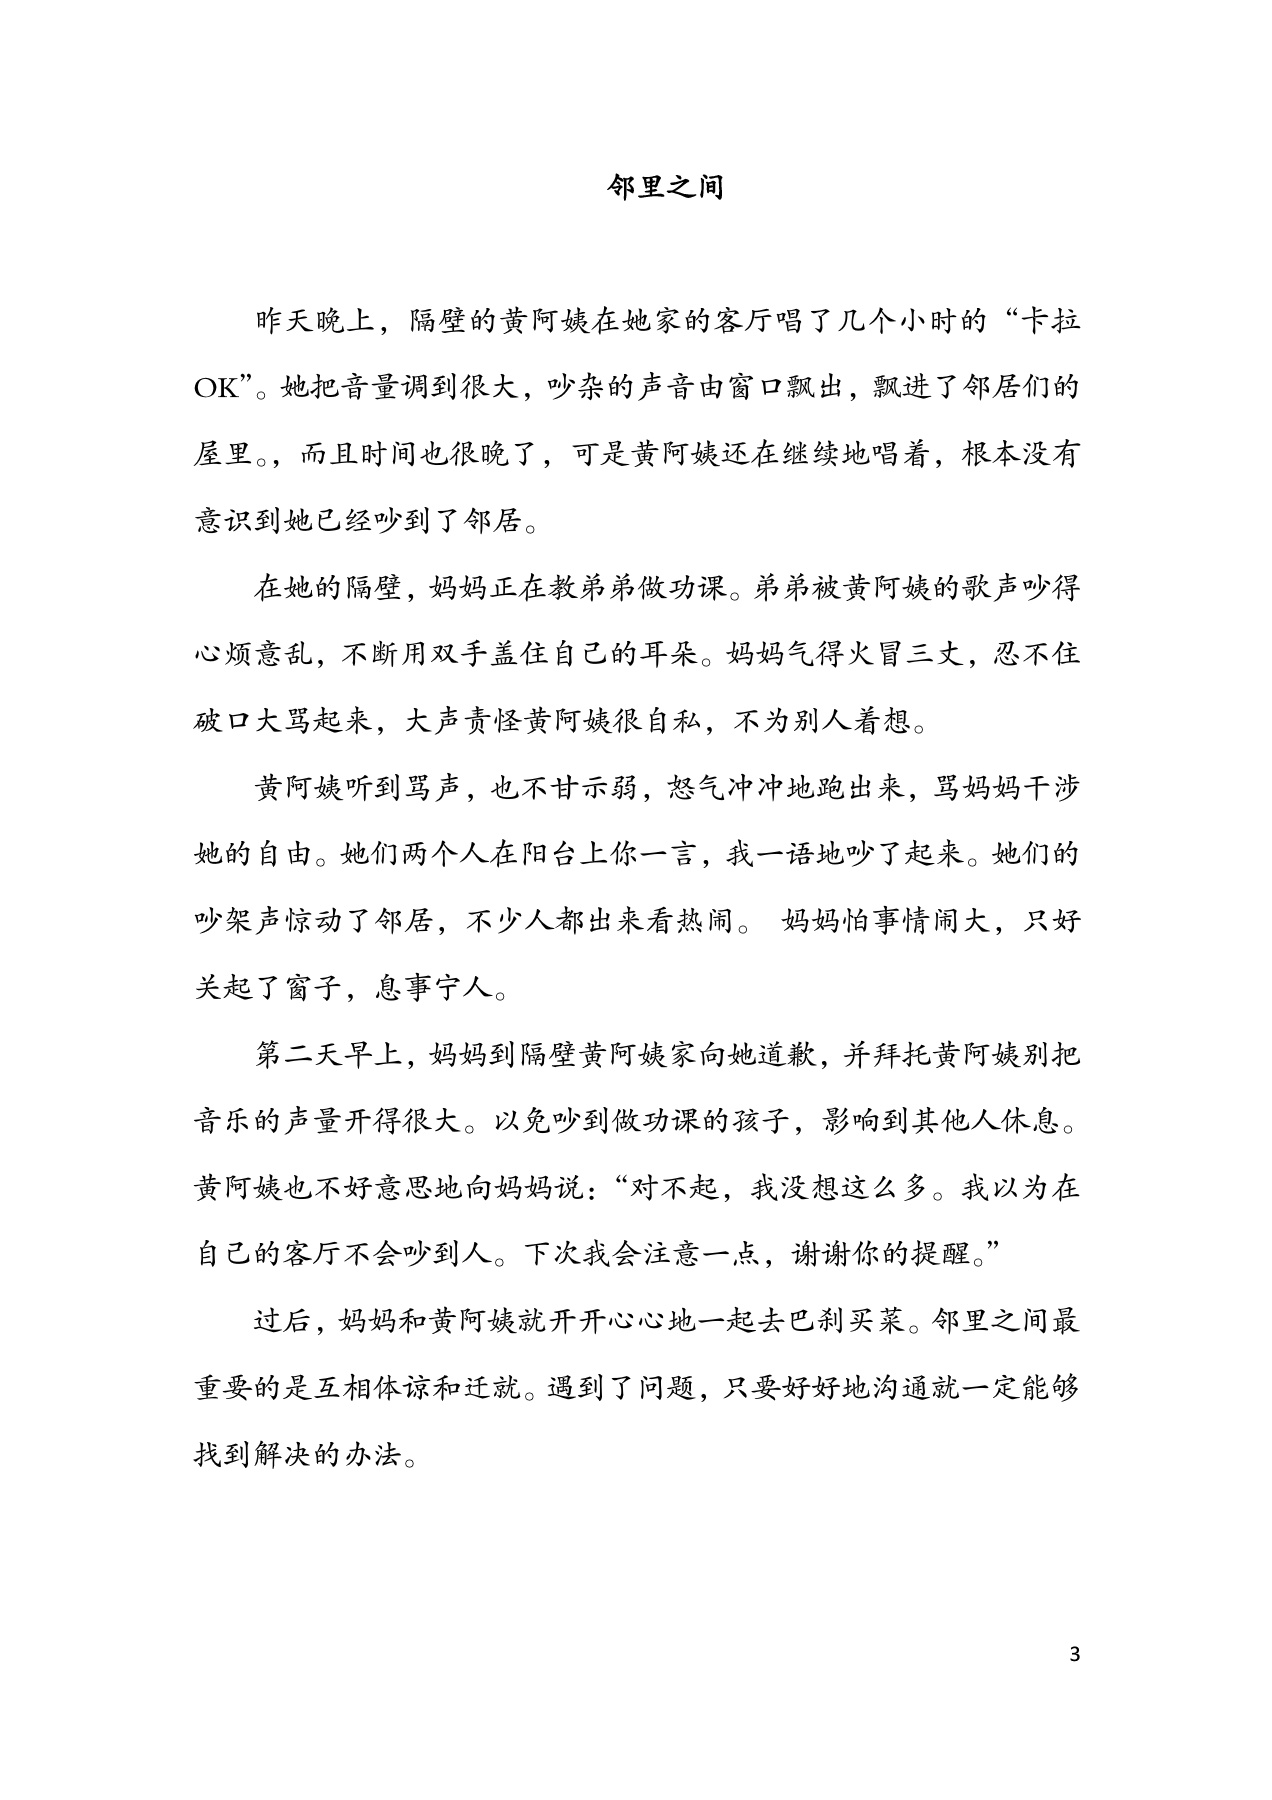 邻里之间
昨天晚上，隔壁的黄阿姨在她家的客厅唱了几个小时的“卡拉
OK”。她把音量调到很大，吵杂的声音由窗口飘出，飘进了邻居们的
屋里。，而且时间也很晚了，可是黄阿姨还在继续地唱着，根本没有
意识到她已经吵到了邻居。
在她的隔壁，妈妈正在教弟弟做功课。弟弟被黄阿姨的歌声吵得
心烦意乱，不断用双手盖住自己的耳朵。妈妈气得火冒三丈，忍不住
破口大骂起来，大声责怪黄阿姨很自私，不为别人着想。
黄阿姨听到骂声，也不甘示弱，怒气冲冲地跑出来，骂妈妈干涉
她的自由。她们两个人在阳台上你一言，我一语地吵了起来。她们的
吵架声惊动了邻居，不少人都出来看热闹。 妈妈怕事情闹大，只好
关起了窗子，息事宁人。
第二天早上，妈妈到隔壁黄阿姨家向她道歉，并拜托黄阿姨别把
音乐的声量开得很大。以免吵到做功课的孩子，影响到其他人休息。
黄阿姨也不好意思地向妈妈说：“对不起，我没想这么多。我以为在
自己的客厅不会吵到人。下次我会注意一点，谢谢你的提醒。”
过后，妈妈和黄阿姨就开开心心地一起去巴刹买菜。邻里之间最
重要的是互相体谅和迁就。遇到了问题，只要好好地沟通就一定能够
找到解决的办法。
3